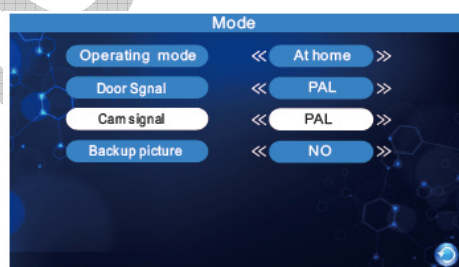 Mode
Operating mode « At home »
Door Sgnal « PAL »
Cam signal « PAL »
Backup picture « NO »